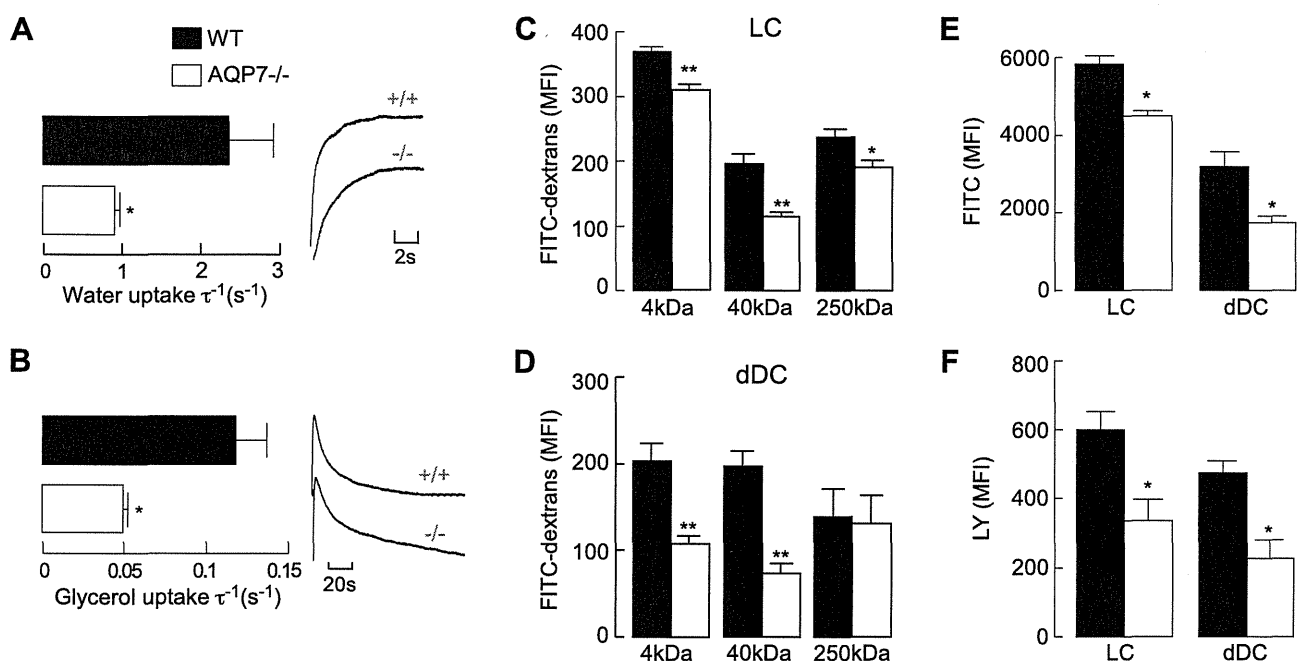 A
WT
AQP7-/-
+/+
-/-
*
2s
0 1 2 3
Water uptake τ-1(s-1)
B
+/+
-/-
*
20s
0 0.05 0.1 0.15
Glycerol uptake τ-1(s-1)
C
LC
FITC-dextrans (MFI)
400
300
200
100
0
**
**
*
4kDa 40kDa 250kDa
D
dDC
FITC-dextrans (MFI)
300
200
100
0
**
**
4kDa 40kDa 250kDa
E
FITC (MFI)
6000
4000
2000
0
*
*
LC dDC
F
LY (MFI)
800
600
400
200
0
*
*
LC dDC